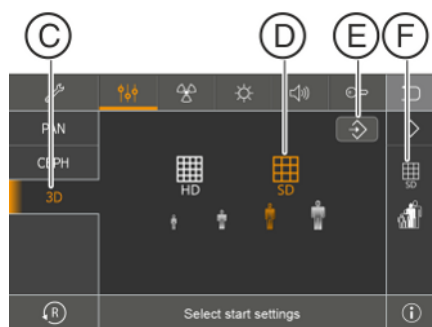 C D E F
PAN
CEPH
3D
HD SD
SD
R Select start settings i